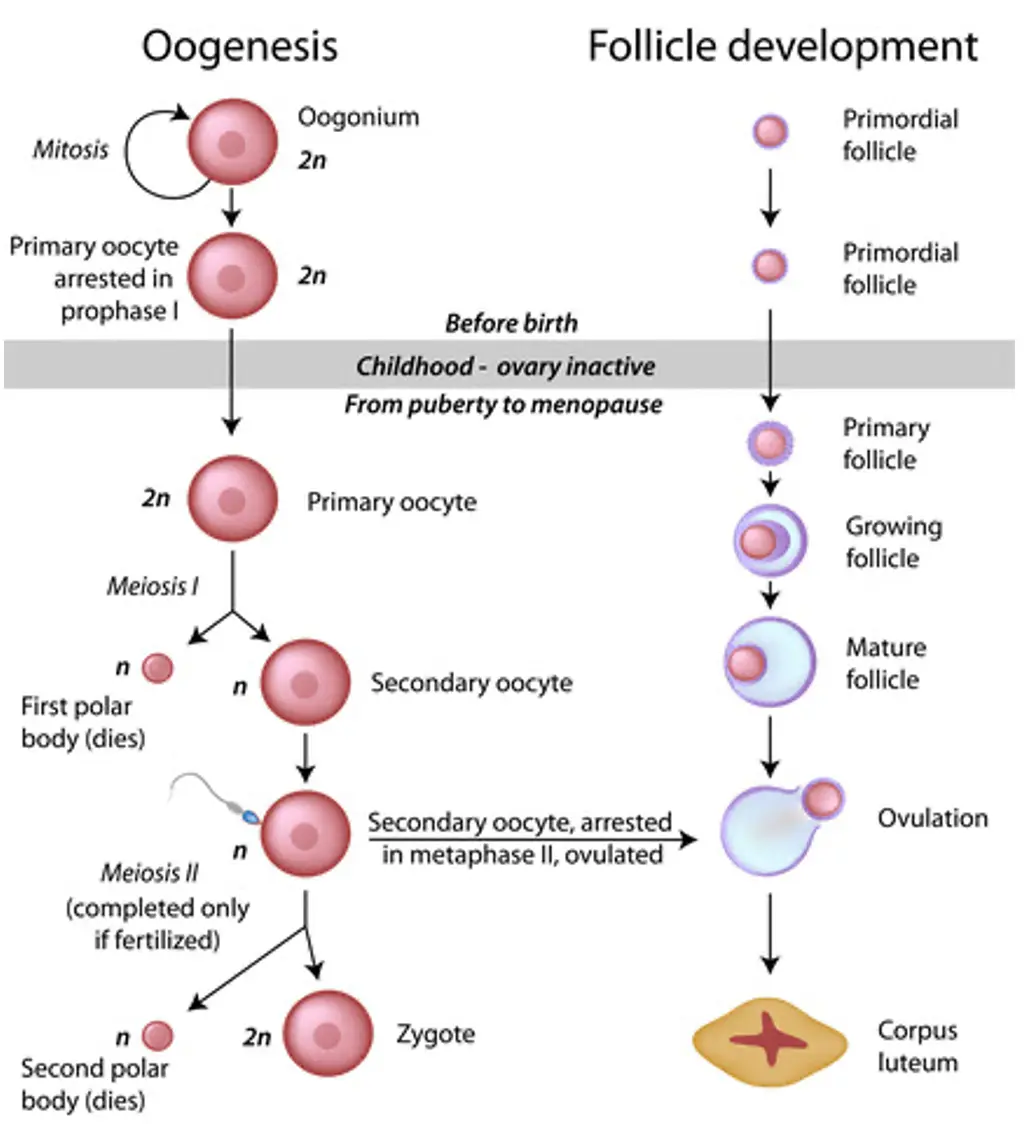 Oogenesis
Follicle development
Oogonium
2n
Mitosis
Primordial
follicle
Primary oocyte
arrested in
prophase I
2n
Primordial
follicle
Before birth
Childhood - ovary inactive
From puberty to menopause
2n
Primary oocyte
Primary
follicle
Growing
follicle
Meiosis I
n
First polar
body (dies)
n
Secondary oocyte
Mature
follicle
n
Secondary oocyte, arrested
in metaphase II, ovulated
Ovulation
Meiosis II
(completed only
if fertilized)
n
Second polar
body (dies)
2n
Zygote
Corpus
luteum